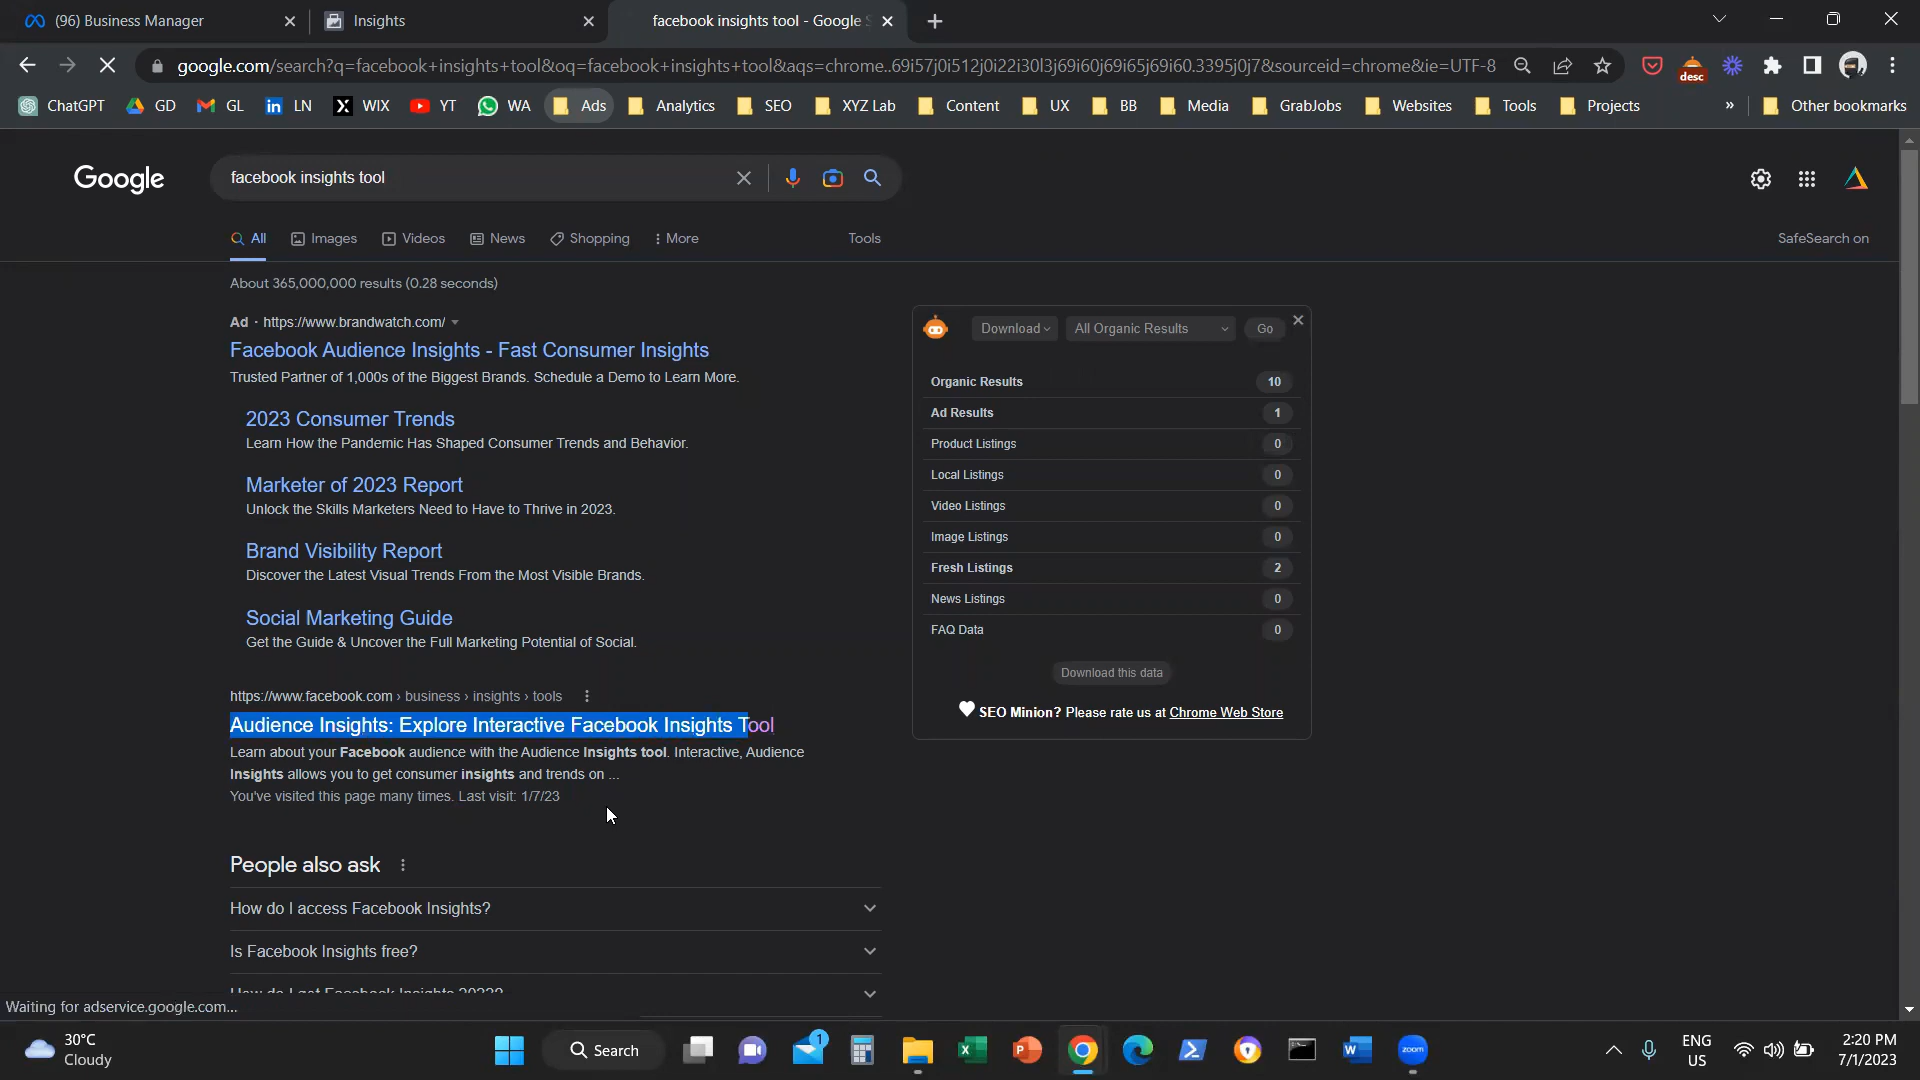 (96) Business Manager
Insights
facebook insights tool - Google S
google.com/search?q=facebook+insights+tool&oq=facebook+insights+tool&aqs=chrome..69i57j0i512j0i22i30l3j69i60j69i65j69i60.3395j0j7&sourceid=chrome&ie=UTF-8
desc
ChatGPT GD GL LN WIX YT WA Ads Analytics SEO XYZ Lab Content UX BB Media GrabJobs Websites Tools Projects » Other bookmarks
Google
facebook insights tool
All Images Videos News Shopping More Tools SafeSearch on
About 365,000,000 results (0.28 seconds)
Ad · https://www.brandwatch.com/
Facebook Audience Insights - Fast Consumer Insights
Trusted Partner of 1,000s of the Biggest Brands. Schedule a Demo to Learn More.
2023 Consumer Trends
Learn How the Pandemic Has Shaped Consumer Trends and Behavior.
Marketer of 2023 Report
Unlock the Skills Marketers Need to Have to Thrive in 2023.
Brand Visibility Report
Discover the Latest Visual Trends From the Most Visible Brands.
Social Marketing Guide
Get the Guide & Uncover the Full Marketing Potential of Social.
https://www.facebook.com › business › insights › tools
Audience Insights: Explore Interactive Facebook Insights Tool
Learn about your Facebook audience with the Audience Insights tool. Interactive, Audience
Insights allows you to get consumer insights and trends on ...
You've visited this page many times. Last visit: 1/7/23
People also ask
How do I access Facebook Insights?
Is Facebook Insights free?
How do I get Facebook Insights 2023?
Download All Organic Results Go
Organic Results 10
Ad Results 1
Product Listings 0
Local Listings 0
Video Listings 0
Image Listings 0
Fresh Listings 2
News Listings 0
FAQ Data 0
Download this data
SEO Minion? Please rate us at Chrome Web Store
Waiting for adservice.google.com...
30°C
Cloudy
Search
1
zoom
ENG
US
2:20 PM
7/1/2023